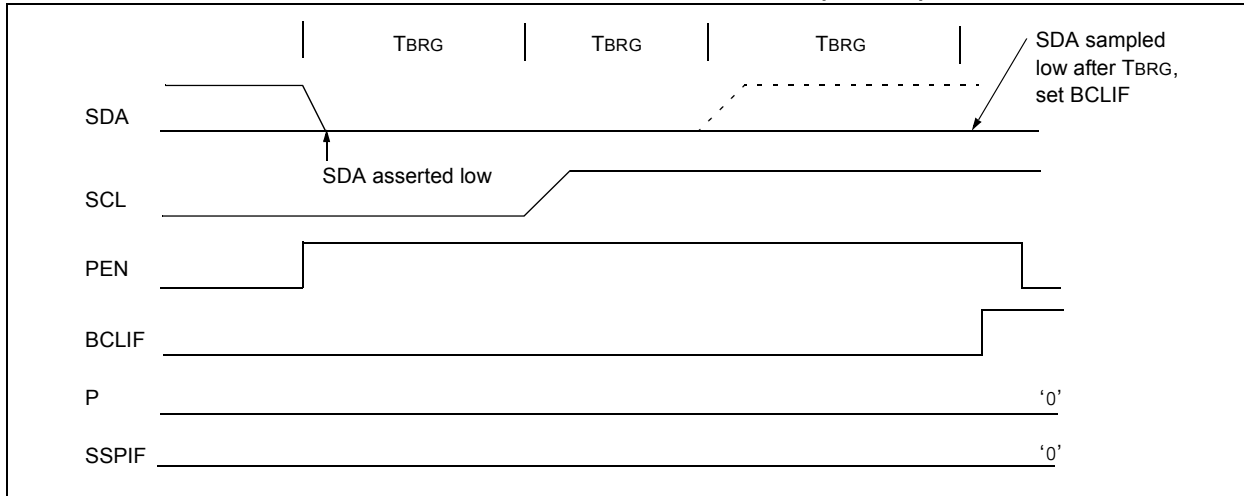 TBRG TBRG TBRG
SDA sampled
low after TBRG,
set BCLIF
SDA
SDA asserted low
SCL
PEN
BCLIF
P
‘0’
SSPIF
‘0’